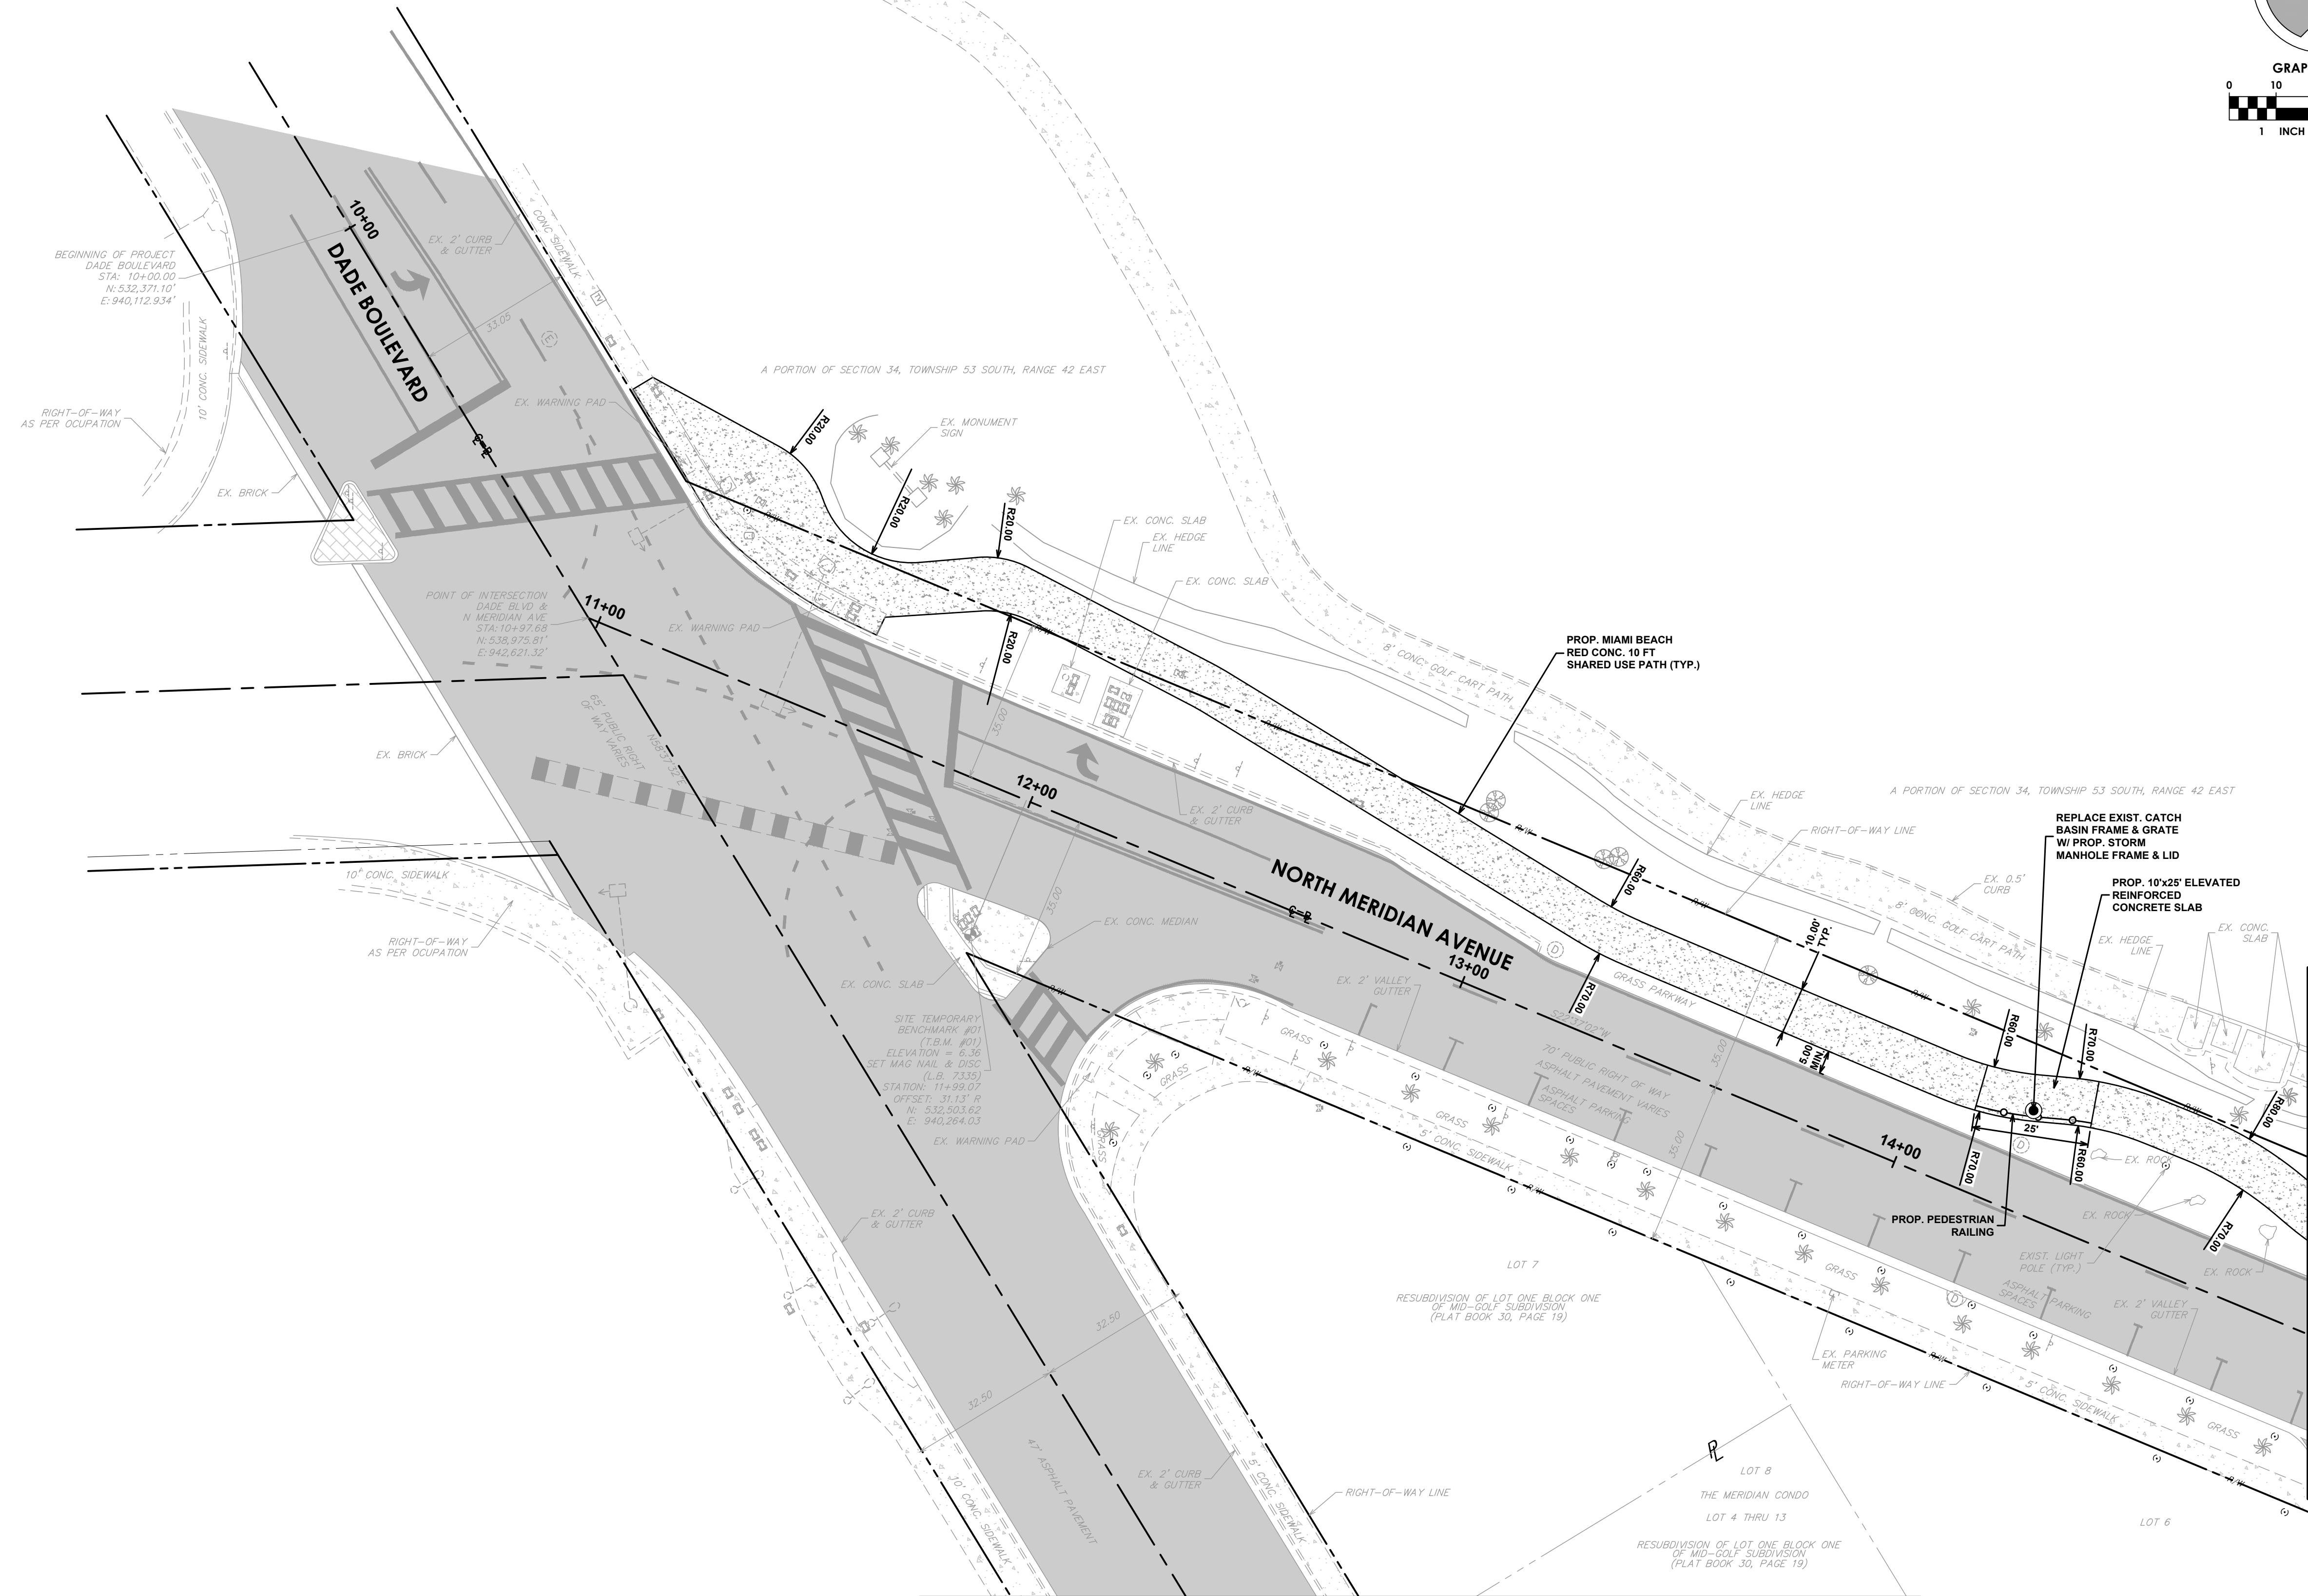 GRAP
0 10
1 INCH
10+00
DADE BOULEVARD
EX. 2' CURB
& GUTTER
CONC SIDEWALK
TV
33.05
E
BEGINNING OF PROJECT
DADE BOULEVARD
STA: 10+00.00
N: 532,371.10'
E: 940,112.934'
10' CONC. SIDEWALK
RIGHT-OF-WAY
AS PER OCUPATION
EX. WARNING PAD
EX. BRICK
A PORTION OF SECTION 34, TOWNSHIP 53 SOUTH, RANGE 42 EAST
R20.00
EX. MONUMENT
SIGN
R20.00
R20.00
EX. CONC. SLAB
EX. HEDGE
LINE
EX. CONC. SLAB
R/W
POINT OF INTERSECTION
DADE BLVD &
N MERIDIAN AVE
STA: 10+97.68
N: 538,975.81'
E: 942,621.32'
11+00
EX. WARNING PAD
R20.00
R/W
35.00
65' PUBLIC RIGHT
OF WAY VARIES
N58°37'52"E
EX. BRICK
12+00
EX. 2' CURB
& GUTTER
R/W
8' CONC. GOLF CART PATH
PROP. MIAMI BEACH
RED CONC. 10 FT
SHARED USE PATH (TYP.)
10' CONC. SIDEWALK
RIGHT-OF-WAY
AS PER OCUPATION
35.00
EX. CONC. MEDIAN
EX. CONC. SLAB
R/W
NORTH MERIDIAN AVENUE
13+00
R/W
R60.00
D
R70.00
GRASS PARKWAY
EX. HEDGE
LINE
RIGHT-OF-WAY LINE
R/W
10.00'
TYP.
5.00
MIN.
A PORTION OF SECTION 34, TOWNSHIP 53 SOUTH, RANGE 42 EAST
REPLACE EXIST. CATCH
BASIN FRAME & GRATE
W/ PROP. STORM
MANHOLE FRAME & LID
PROP. 10'x25' ELEVATED
REINFORCED
CONCRETE SLAB
EX. 0.5'
CURB
8' CONC. GOLF CART PATH
EX. HEDGE
LINE
EX. CONC.
SLAB
R/W
SITE TEMPORARY
BENCHMARK #01
(T.B.M. #01)
ELEVATION = 6.36
SET MAG NAIL & DISC
(L.B. 7335)
STATION: 11+99.07
OFFSET: 31.13' R
N: 532,503.62
E: 940,264.03
EX. WARNING PAD
GRASS
GRASS
GRASS
EX. 2' VALLEY
GUTTER
S22°57'02"W
70' PUBLIC RIGHT OF WAY
ASPHALT PAVEMENT VARIES
ASPHALT PARKING
SPACES
35.00
35.00
R/W
GRASS
5' CONC. SIDEWALK
R/W
R60.00
R70.00
R/W
R80.00
25'
D
R70.00
R60.00
EX. ROCK
14+00
PROP. PEDESTRIAN
RAILING
EX. ROCK
R70.00
EXIST. LIGHT
POLE (TYP.)
EX. ROCK
GRASS
D
ASPHALT PARKING
SPACES
EX. 2' VALLEY
GUTTER
EX. PARKING
METER
RIGHT-OF-WAY LINE
R/W
5' CONC. SIDEWALK
GRASS
R/W
EX. 2' CURB
& GUTTER
32.50
32.50
47' ASPHALT PAVEMENT
10' CONC. SIDEWALK
EX. 2' CURB
& GUTTER
5' CONC. SIDEWALK
RIGHT-OF-WAY LINE
LOT 7
RESUBDIVISION OF LOT ONE BLOCK ONE
OF MID-GOLF SUBDIVISION
(PLAT BOOK 30, PAGE 19)
PL
LOT 8
THE MERIDIAN CONDO
LOT 4 THRU 13
RESUBDIVISION OF LOT ONE BLOCK ONE
OF MID-GOLF SUBDIVISION
(PLAT BOOK 30, PAGE 19)
LOT 6